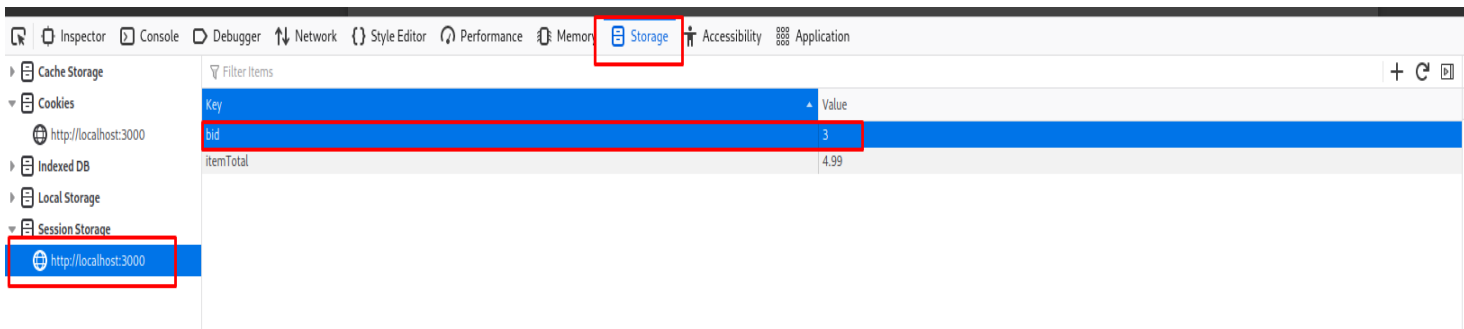 Inspector Console Debugger Network {} Style Editor Performance Memory Storage Accessibility Application
Cache Storage
Filter Items
Cookies
Key Value
http://localhost:3000
bid 3
Indexed DB
itemTotal 4.99
Local Storage
Session Storage
http://localhost:3000